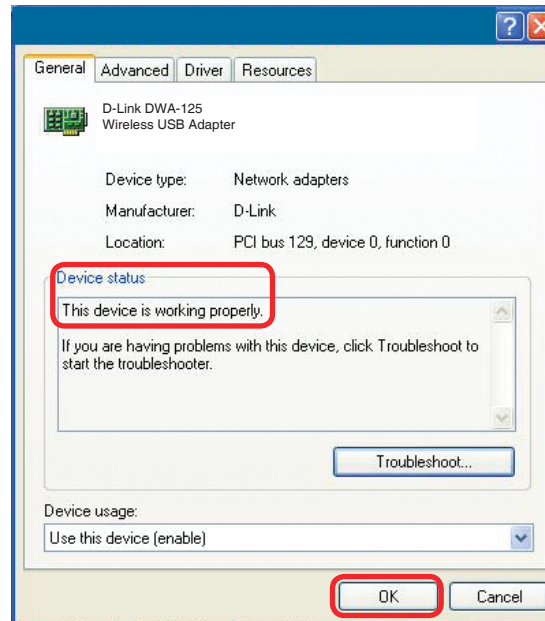 ?
General Advanced Driver Resources
D-Link DWA-125
Wireless USB Adapter
Device type: Network adapters
Manufacturer: D-Link
Location: PCI bus 129, device 0, function 0
Device status
This device is working properly.
If you are having problems with this device, click Troubleshoot to
start the troubleshooter.
Troubleshoot...
Device usage:
Use this device (enable)
OK Cancel